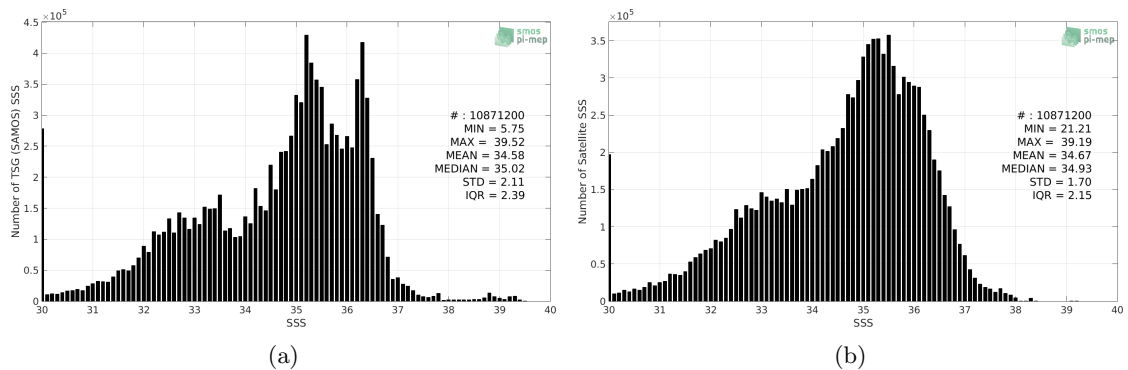 ×10⁵
4.5
4
3.5
3
2.5
2
1.5
1
0.5
0
Number of TSG (SAMOS) SSS
30 31 32 33 34 35 36 37 38 39 40
SSS
smos
pi-mep
# : 10871200
MIN = 5.75
MAX = 39.52
MEAN = 34.58
MEDIAN = 35.02
STD = 2.11
IQR = 2.39
(a)
×10⁵
3.5
3
2.5
2
1.5
1
0.5
0
Number of Satellite SSS
30 31 32 33 34 35 36 37 38 39 40
SSS
smos
pi-mep
# : 10871200
MIN = 21.21
MAX = 39.19
MEAN = 34.67
MEDIAN = 34.93
STD = 1.70
IQR = 2.15
(b)